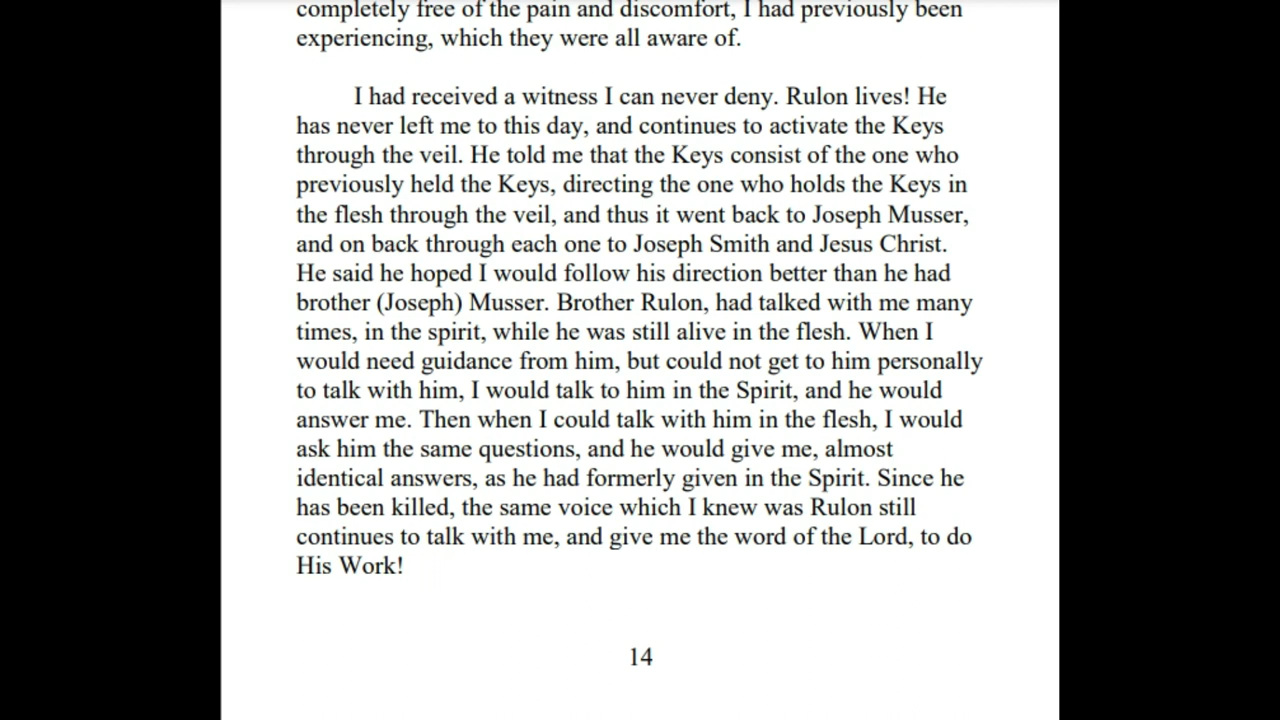 completely free of the pain and discomfort, I had previously been
experiencing, which they were all aware of.
I had received a witness I can never deny. Rulon lives! He
has never left me to this day, and continues to activate the Keys
through the veil. He told me that the Keys consist of the one who
previously held the Keys, directing the one who holds the Keys in
the flesh through the veil, and thus it went back to Joseph Musser,
and on back through each one to Joseph Smith and Jesus Christ.
He said he hoped I would follow his direction better than he had
brother (Joseph) Musser. Brother Rulon, had talked with me many
times, in the spirit, while he was still alive in the flesh. When I
would need guidance from him, but could not get to him personally
to talk with him, I would talk to him in the Spirit, and he would
answer me. Then when I could talk with him in the flesh, I would
ask him the same questions, and he would give me, almost
identical answers, as he had formerly given in the Spirit. Since he
has been killed, the same voice which I knew was Rulon still
continues to talk with me, and give me the word of the Lord, to do
His Work!
14